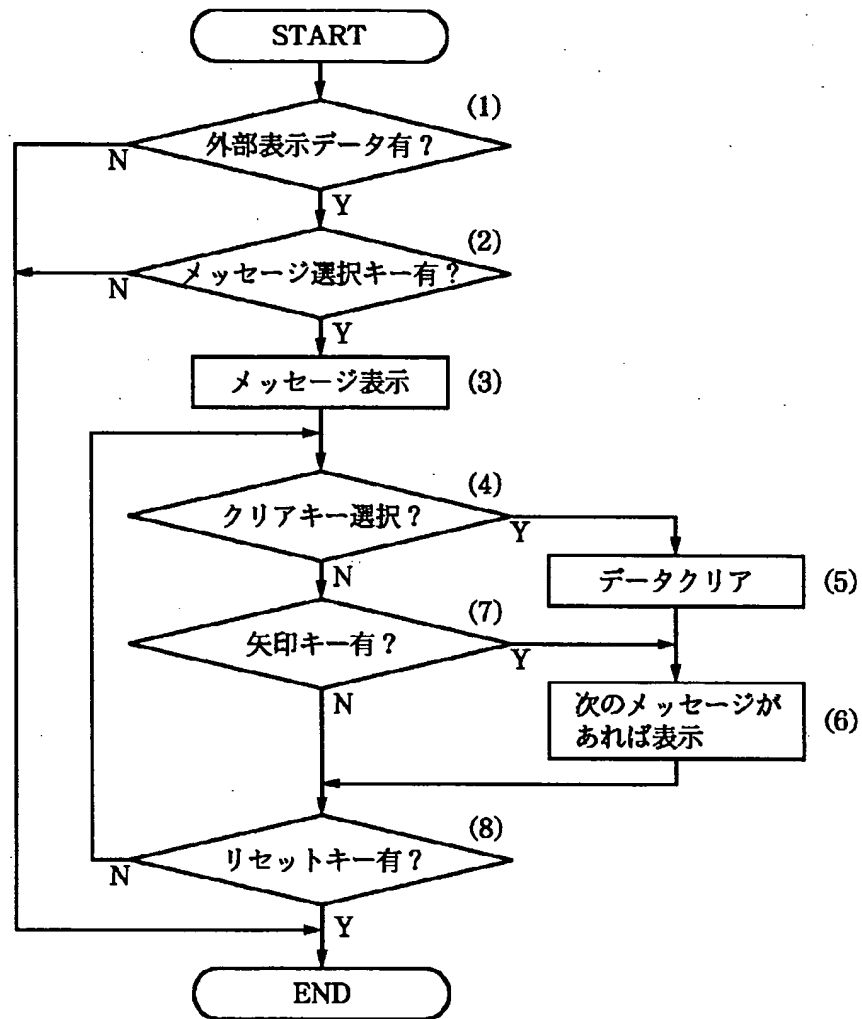 START
(1)
外部表示データ有？
N
Y
(2)
メッセージ選択キー有？
N
Y
メッセージ表示
(3)
(4)
クリアキー選択？
Y
N
データクリア
(5)
(7)
矢印キー有？
Y
N
次のメッセージが
あれば表示
(6)
(8)
リセットキー有？
N
Y
END